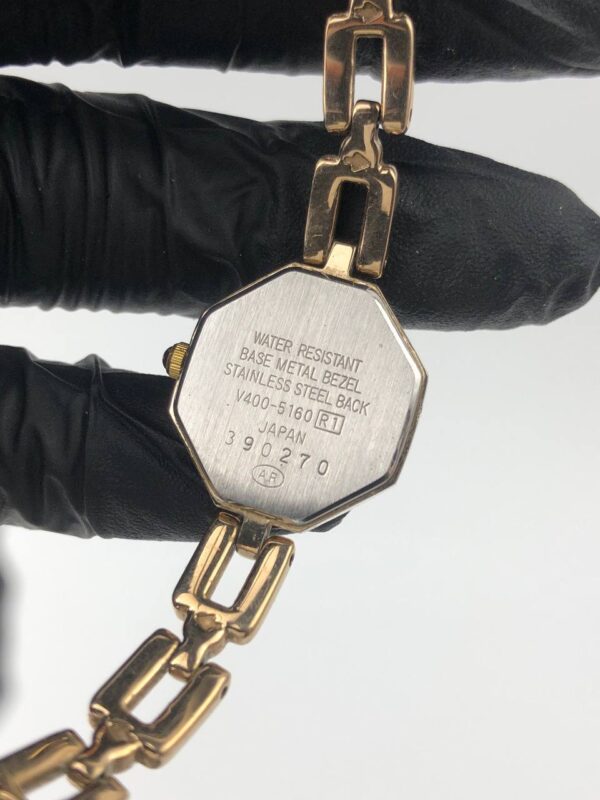 WATER RESISTANT
BASE METAL BEZEL
STAINLESS STEEL BACK
V400-5160 R1
JAPAN
390270
AR